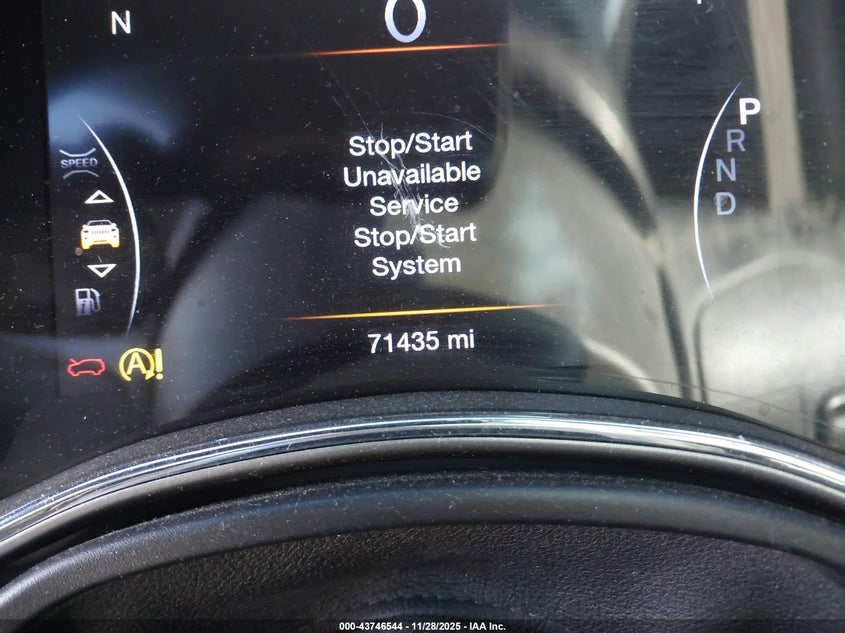 N
0
Stop/Start
Unavailable
Service
Stop/Start
System
71435 mi
SPEED
P
R
N
D
A!
000-43746544 - 11/28/2025 - IAA Inc.